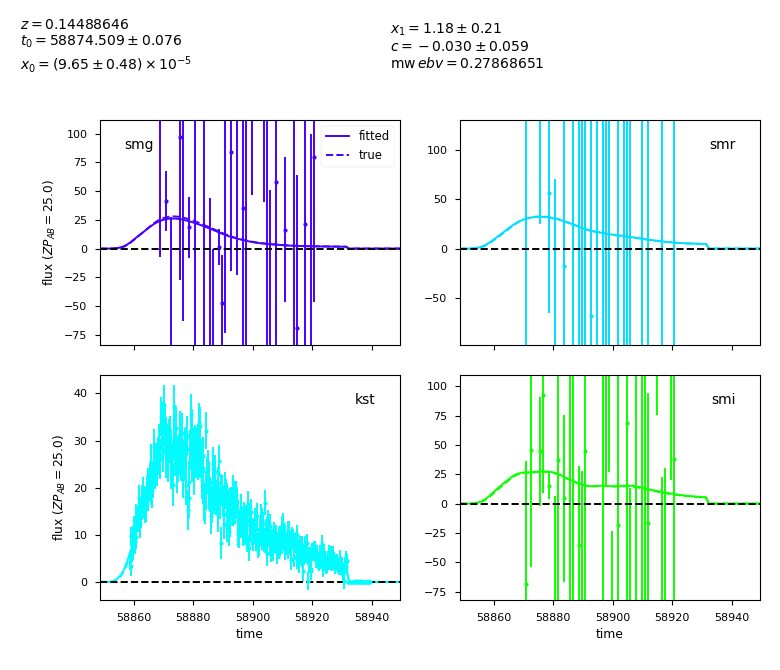 z = 0.14488646
t₀ = 58874.509 ± 0.076
x₀ = (9.65 ± 0.48) × 10⁻⁵
x₁ = 1.18 ± 0.21
c = −0.030 ± 0.059
mw ebv = 0.27868651
smg
fitted
true
100
75
50
25
0
−25
−50
−75
flux (ZP_AB = 25.0)
smr
100
50
0
−50
kst
40
30
20
10
0
flux (ZP_AB = 25.0)
58860 58880 58900 58920 58940
time
smi
100
75
50
25
0
−25
−50
−75
58860 58880 58900 58920 58940
time